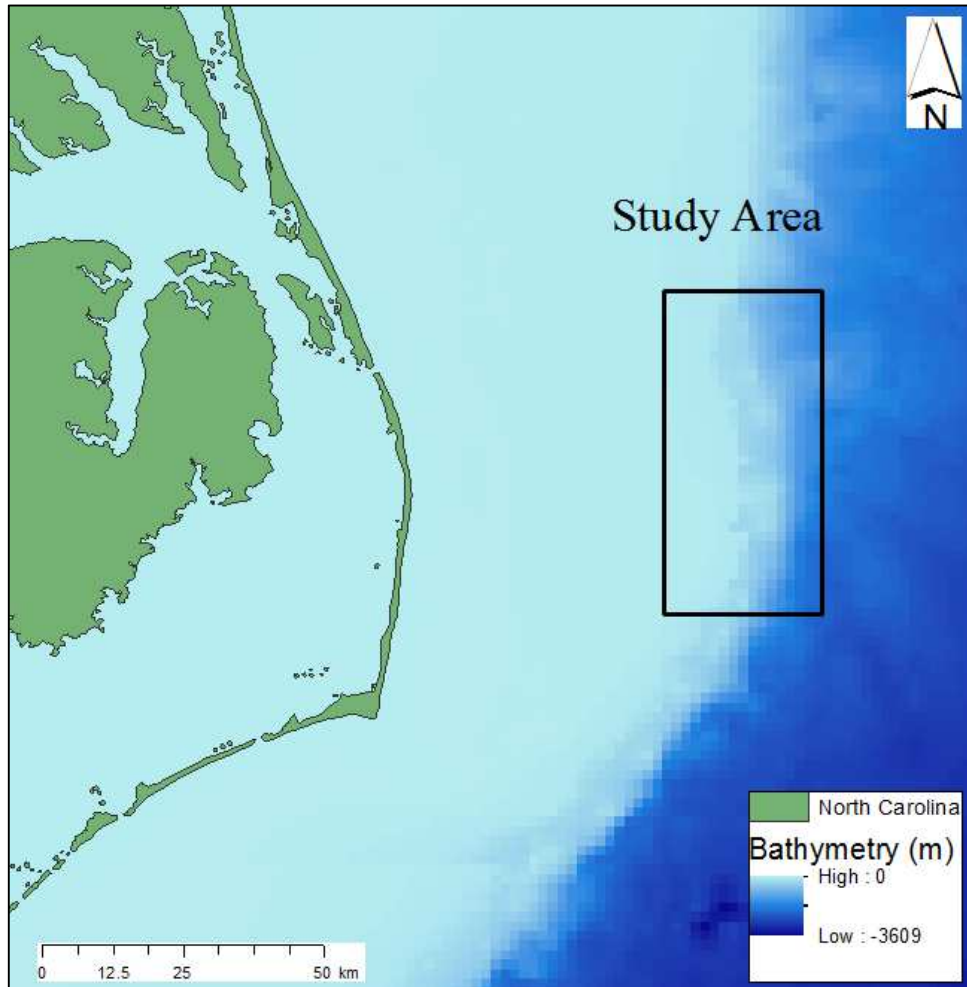 N
Study Area
North Carolina
Bathymetry (m)
High : 0
Low : -3609
0 12.5 25 50 km